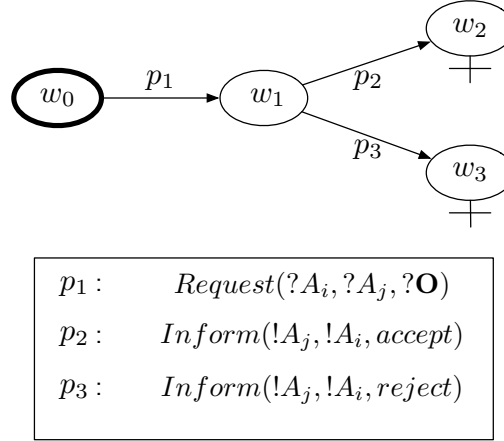 w₀
p₁
w₁
p₂
w₂
p₃
w₃
p₁ : Request(?Aᵢ, ?Aⱼ, ?O)
p₂ : Inform(!Aⱼ, !Aᵢ, accept)
p₃ : Inform(!Aⱼ, !Aᵢ, reject)